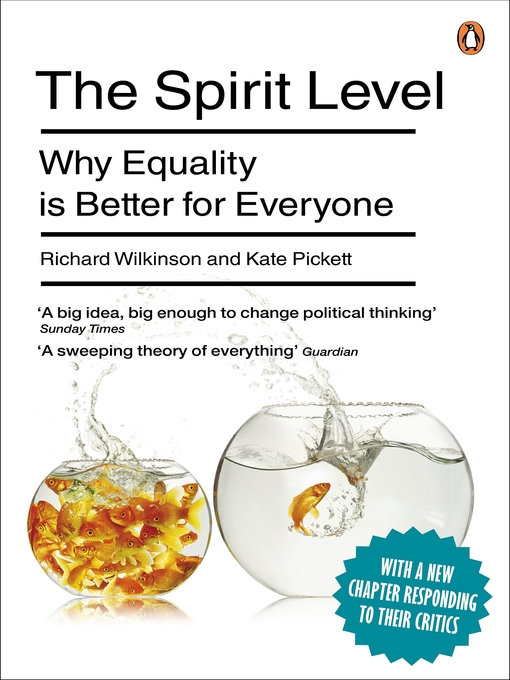 The Spirit Level
Why Equality
is Better for Everyone
Richard Wilkinson and Kate Pickett
‘A big idea, big enough to change political thinking’
Sunday Times
‘A sweeping theory of everything’ Guardian
WITH A NEW
CHAPTER RESPONDING
TO THEIR CRITICS